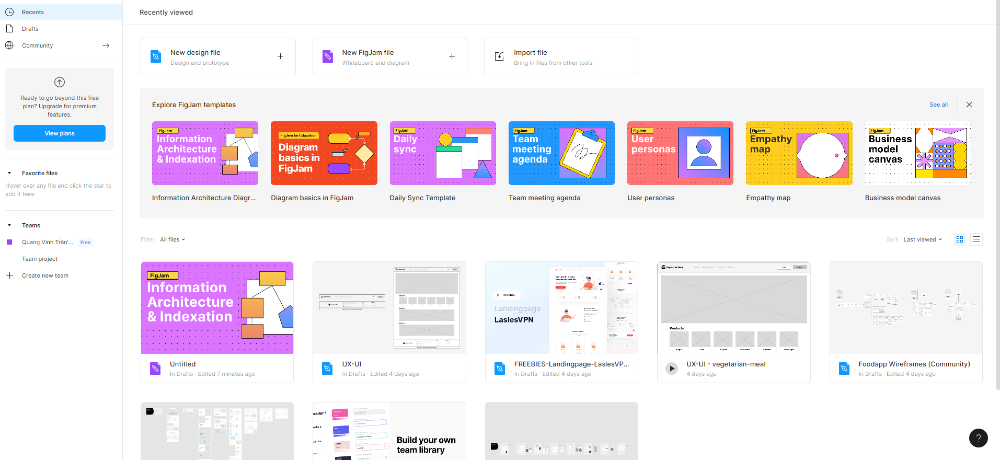 Recents
Drafts
Community
Ready to go beyond this free
plan? Upgrade for premium
features.
View plans
Favorite files
Hover over any file and click the star to
add it here
Teams
Quang Vinh Trần'... Free
Team project
Create new team
Recently viewed
New design file
Design and prototype
New FigJam file
Whiteboard and diagram
Import file
Bring in files from other tools
Explore FigJam templates
See all
FigJam
Information
Architecture
& Indexation
Information Architecture Diagr...
FigJam for Education
Diagram
basics in
FigJam
Diagram basics in FigJam
FigJam
Daily
sync
Daily Sync Template
FigJam
Team
meeting
agenda
Team meeting agenda
FigJam
User
personas
User personas
FigJam
Empathy
map
Empathy map
FigJam
Business
model
canvas
Business model canvas
Filter: All files
Sort: Last viewed
FigJam
Information
Architecture
& Indexation
Untitled
In Drafts · Edited 7 minutes ago
UX-UI
In Drafts · Edited 4 days ago
Freebie.
Landingpage
LaslesVPN
FREEBIES-Landingpage-LaslesVP...
In Drafts · Edited 4 days ago
Vegetarian Meal
Products
UX-UI - vegetarian-meal
4 days ago
Foodapp Wireframes (Community)
In Drafts · Edited 4 days ago
eader 1
eader 2
Build your own
team library
?